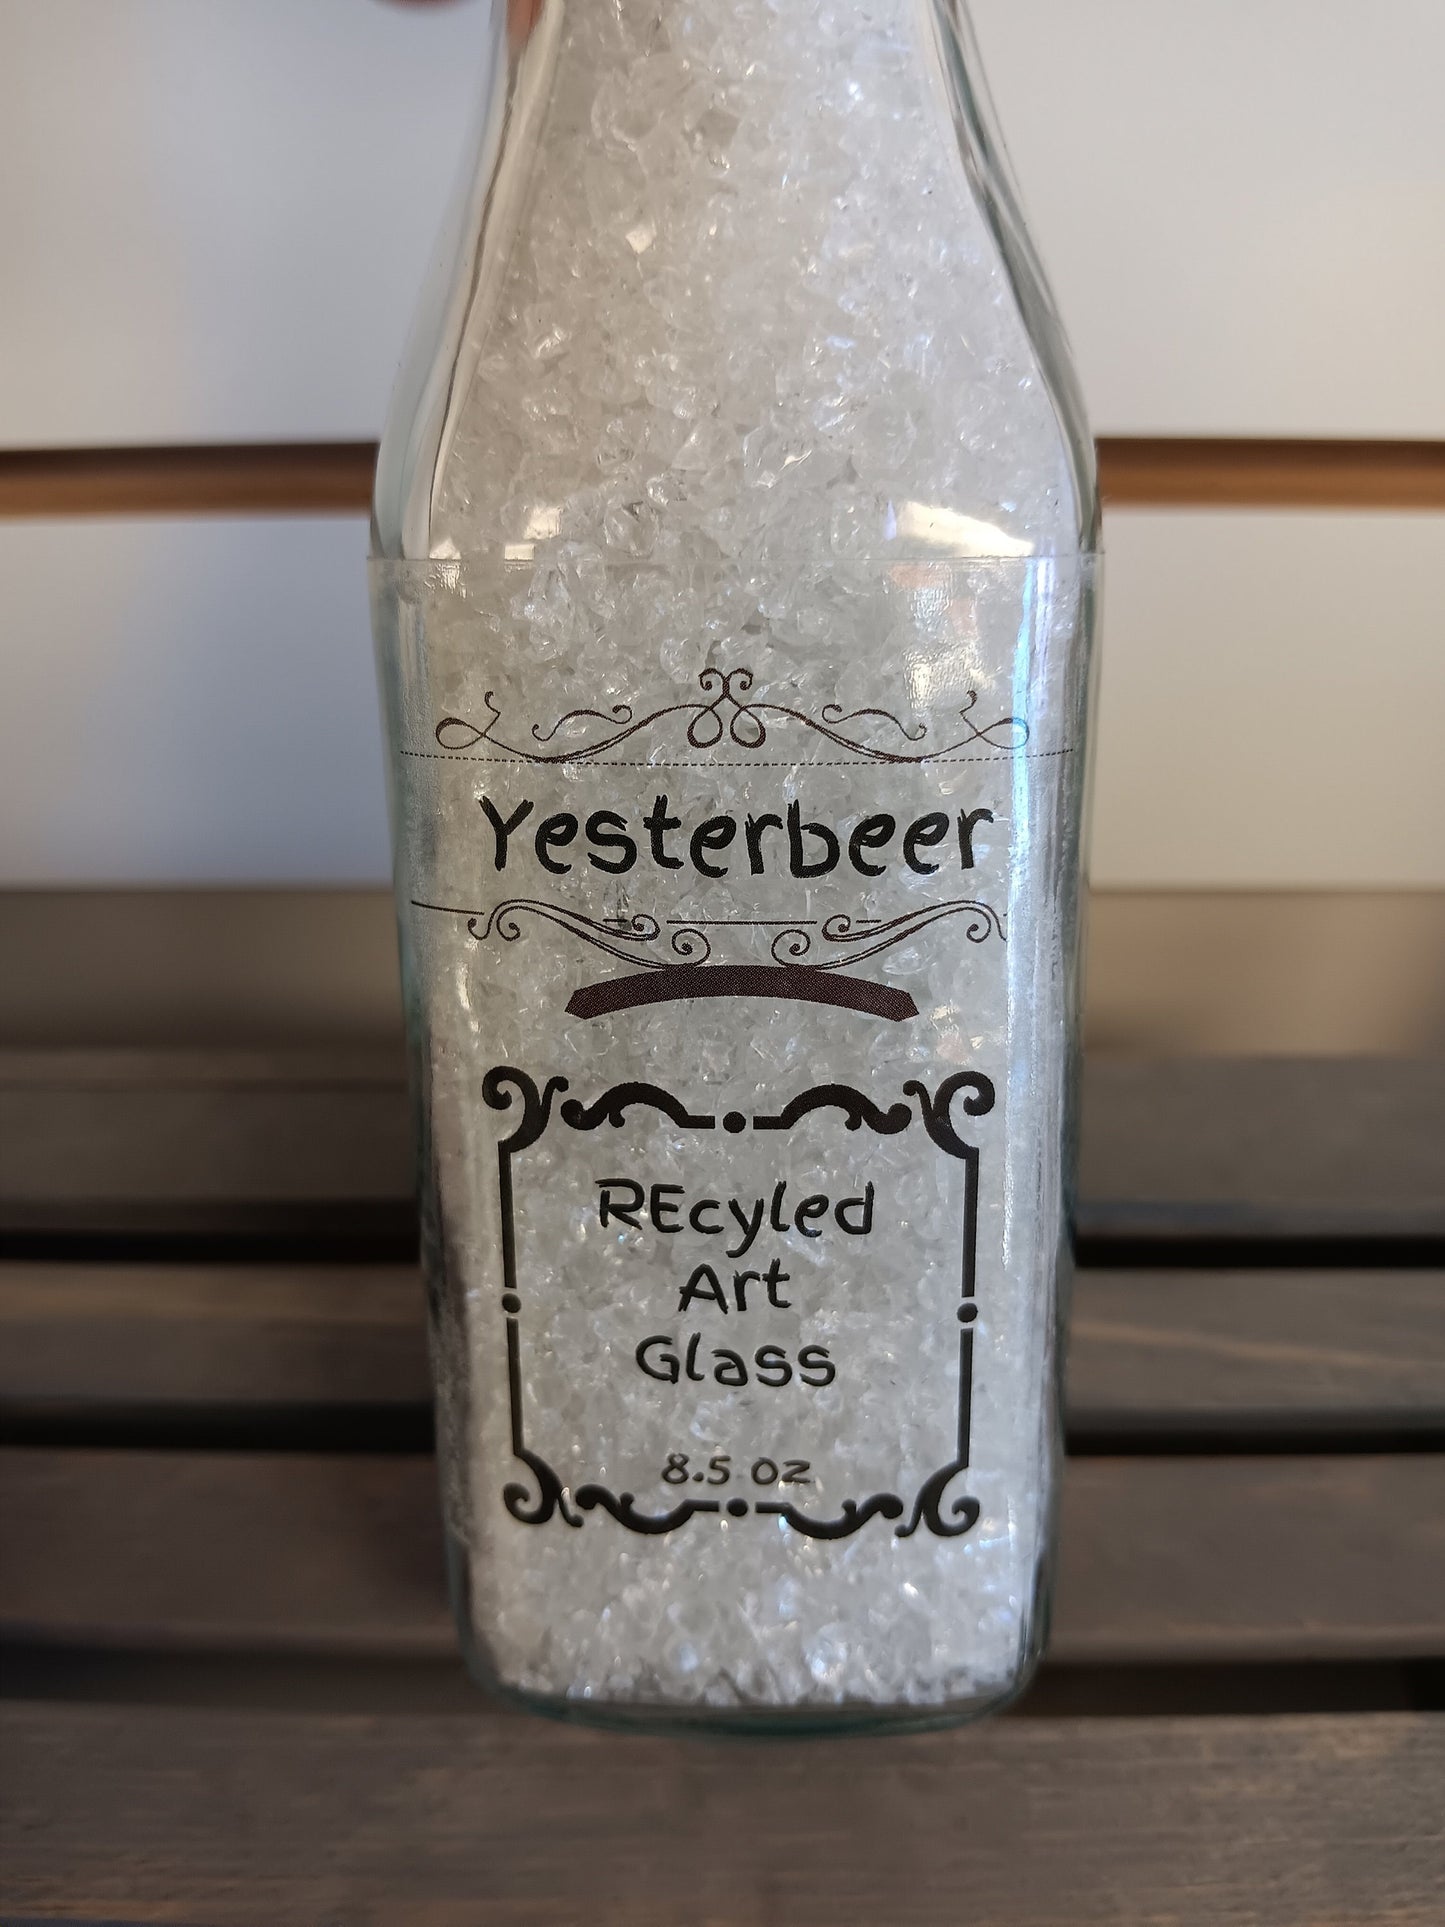 Yesterbeer
REcyled
Art
Glass
8.5 oz